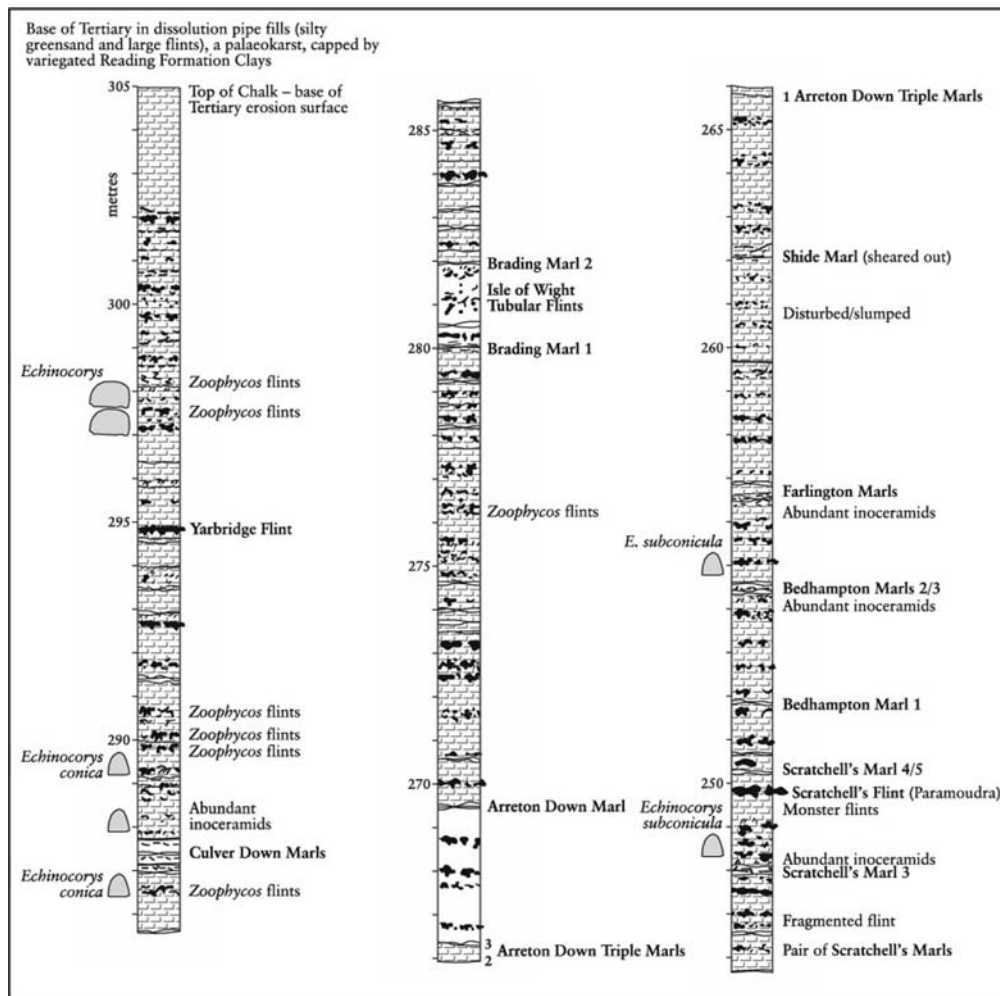 Base of Tertiary in dissolution pipe fills (silty
greensand and large flints), a palaeokarst, capped by
variegated Reading Formation Clays
305
Top of Chalk – base of
Tertiary erosion surface
metres
300
Echinocorys
Zoophycos flints
Zoophycos flints
295
Yarbridge Flint
Zoophycos flints
Zoophycos flints
290
Zoophycos flints
Echinocorys
conica
Abundant
inoceramids
Culver Down Marls
Echinocorys
conica
Zoophycos flints
285
Brading Marl 2
Isle of Wight
Tubular Flints
280
Brading Marl 1
Zoophycos flints
275
270
Arreton Down Marl
3
Arreton Down Triple Marls
2
1 Arreton Down Triple Marls
265
Shide Marl (sheared out)
Disturbed/slumped
260
Farlington Marls
Abundant inoceramids
E. subconicula
Bedhampton Marls 2/3
Abundant inoceramids
Bedhampton Marl 1
Scratchell's Marl 4/5
250
Scratchell's Flint (Paramoudra)
Monster flints
Echinocorys
subconicula
Abundant inoceramids
Scratchell's Marl 3
Fragmented flint
Pair of Scratchell's Marls